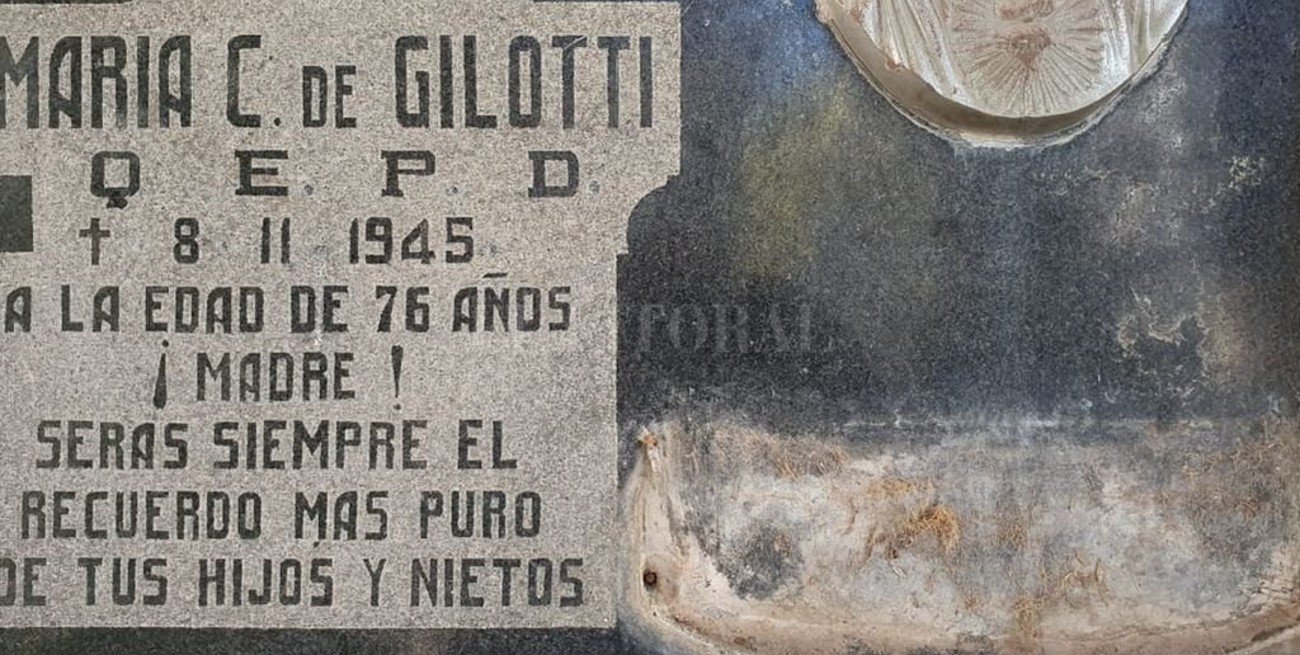 MARIA C. DE GILOTTI
Q. E. P. D.
† 8 11 1945
A LA EDAD DE 76 AÑOS
¡MADRE!
SERAS SIEMPRE EL
RECUERDO MAS PURO
DE TUS HIJOS Y NIETOS